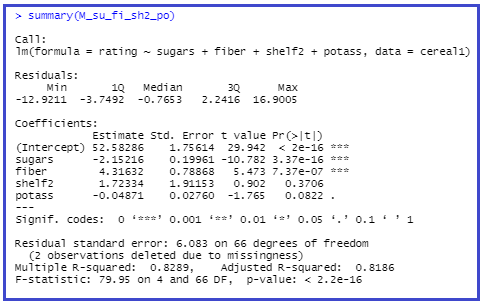 > summary(M_su_fi_sh2_po)
Call:
lm(formula = rating ~ sugars + fiber + shelf2 + potass, data = cereal1)
Residuals:
     Min       1Q   Median       3Q      Max
-12.9211  -3.7492  -0.7653   2.2416  16.9005
Coefficients:
            Estimate Std. Error t value Pr(>|t|)
(Intercept) 52.58286    1.75614  29.942  < 2e-16 ***
sugars      -2.15216    0.19961 -10.782 3.37e-16 ***
fiber        4.31632    0.78868   5.473 7.37e-07 ***
shelf2       1.72334    1.91153   0.902   0.3706
potass      -0.04871    0.02760  -1.765   0.0822 .
---
Signif. codes:  0 ‘***’ 0.001 ‘**’ 0.01 ‘*’ 0.05 ‘.’ 0.1 ‘ ’ 1
Residual standard error: 6.083 on 66 degrees of freedom
  (2 observations deleted due to missingness)
Multiple R-squared:  0.8289,    Adjusted R-squared:  0.8186
F-statistic: 79.95 on 4 and 66 DF,  p-value: < 2.2e-16